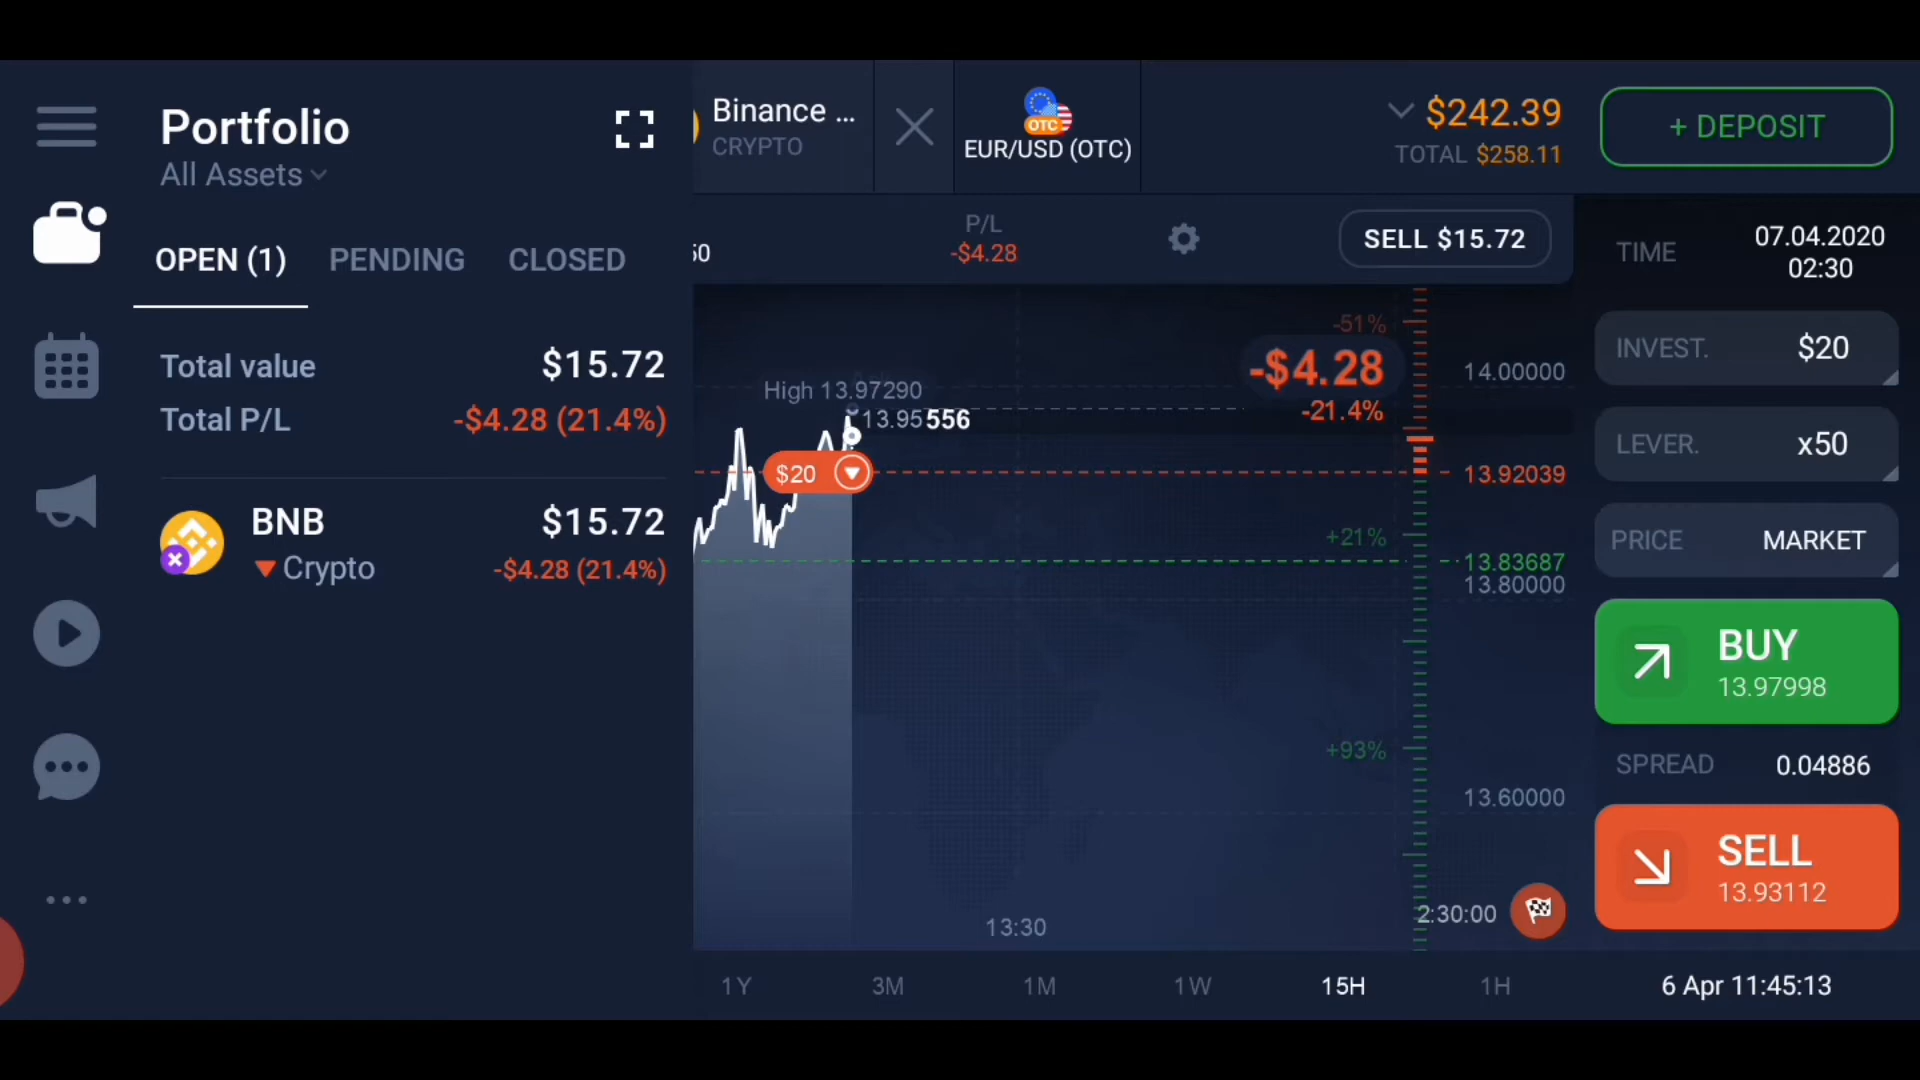 Portfolio
All Assets
OPEN (1) PENDING CLOSED
Total value $15.72
Total P/L -$4.28 (21.4%)
BNB $15.72
Crypto -$4.28 (21.4%)
Binance ...
CRYPTO
OTC
EUR/USD (OTC)
$242.39
TOTAL $258.11
+ DEPOSIT
50
P/L
-$4.28
SELL $15.72
-51%
-$4.28
-21.4%
High 13.97290
13.95556
$20
14.00000
13.92039
+21%
13.83687
13.80000
+93%
13.60000
13:30
2:30:00
1Y 3M 1M 1W 15H 1H
TIME 07.04.2020
02:30
INVEST. $20
LEVER. x50
PRICE MARKET
BUY
13.97998
SPREAD 0.04886
SELL
13.93112
6 Apr 11:45:13